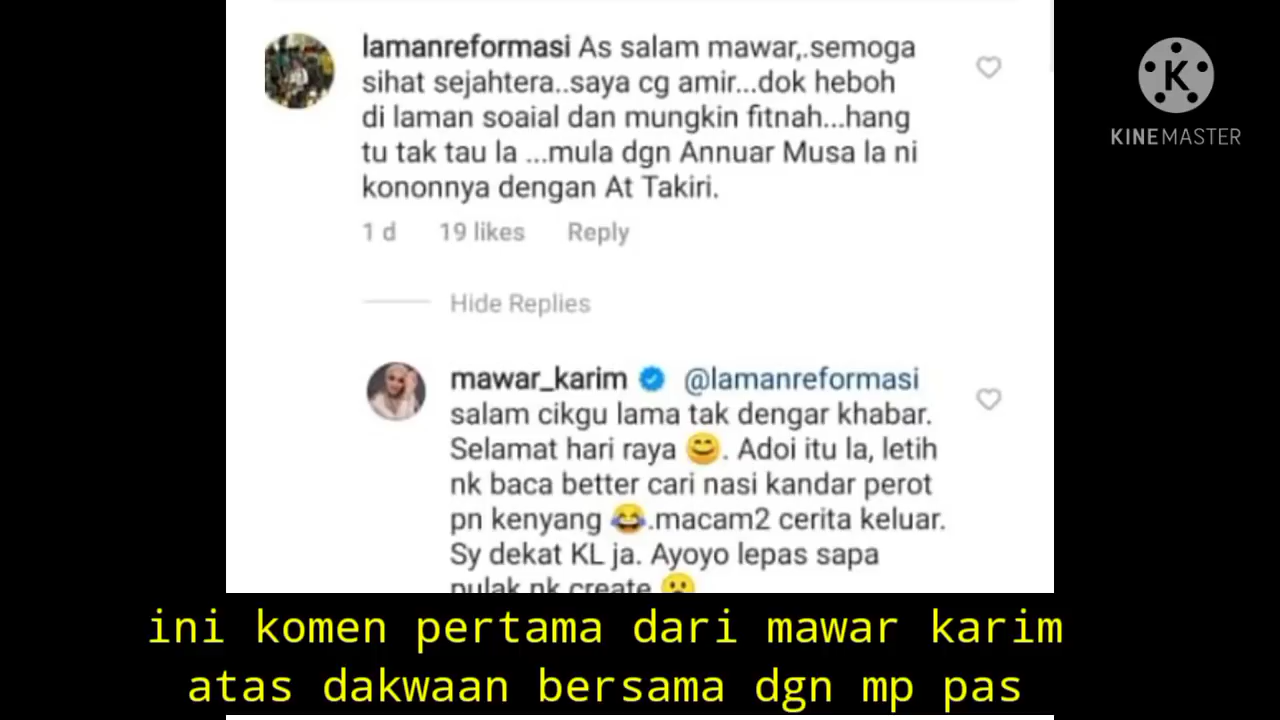 lamanreformasi As salam mawar,.semoga
sihat sejahtera..saya cg amir...dok heboh
di laman soaial dan mungkin fitnah...hang
tu tak tau la ...mula dgn Annuar Musa la ni
kononnya dengan At Takiri.
1 d 19 likes Reply
Hide Replies
mawar_karim @lamanreformasi
salam cikgu lama tak dengar khabar.
Selamat hari raya 😊. Adoi itu la, letih
nk baca better cari nasi kandar perot
pn kenyang 😂.macam2 cerita keluar.
Sy dekat KL ja. Ayoyo lepas sapa
pulak nk create 😮
K
KINEMASTER
ini komen pertama dari mawar karim
atas dakwaan bersama dgn mp pas